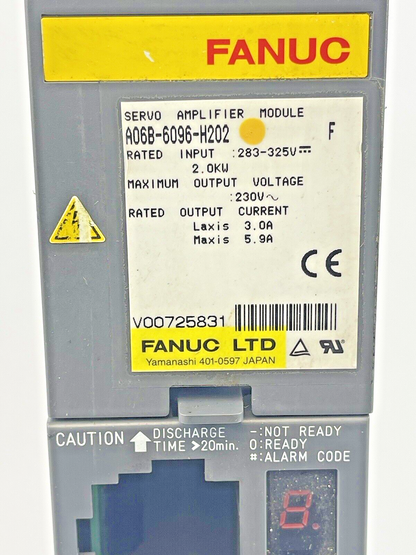 FANUC
SERVO AMPLIFIER MODULE
A06B-6096-H202 F
RATED INPUT :283-325V⎓
2.0KW
MAXIMUM OUTPUT VOLTAGE
:230V~
RATED OUTPUT CURRENT
Laxis 3.0A
Maxis 5.9A
CE
V00725831
FANUC LTD
Yamanashi 401-0597 JAPAN
CAUTION DISCHARGE TIME >20min.
-:NOT READY
0:READY
#:ALARM CODE
8.